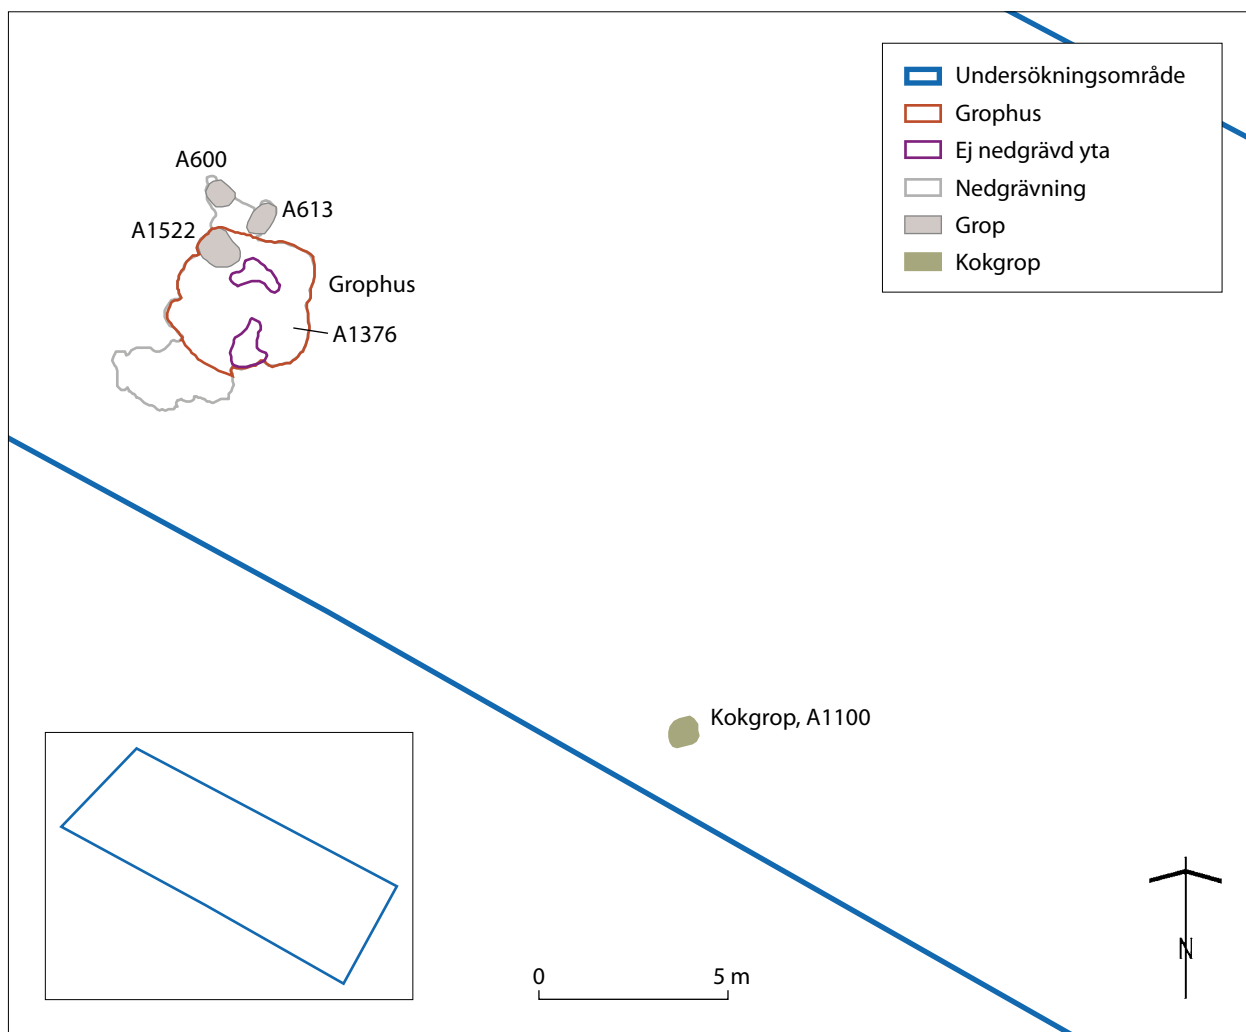 Undersökningsområde
Grophus
Ej nedgrävd yta
Nedgrävning
Grop
Kokgrop
A600
A613
A1522
Grophus
A1376
Kokgrop, A1100
0 5 m
N